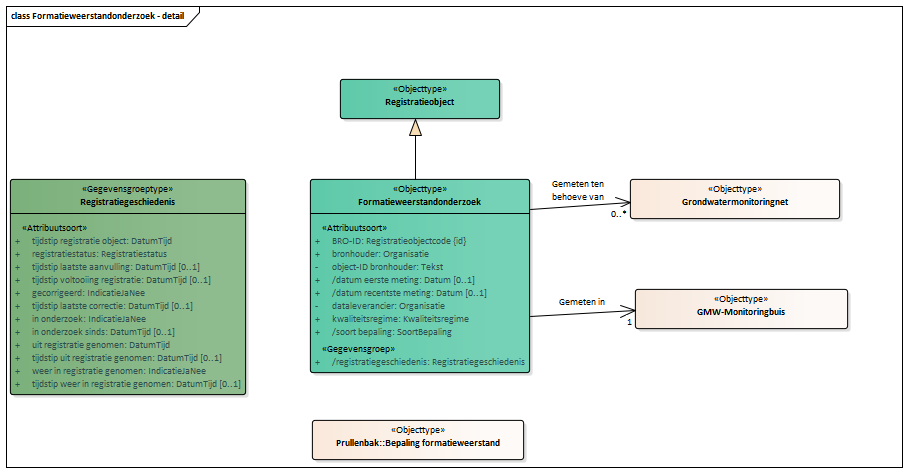 class Formatieweerstandonderzoek - detail
«Objecttype»
Registratieobject
«Gegevensgroeptype»
Registratiegeschiedenis
«Attribuutsoort»
+ tijdstip registratie object: DatumTijd
+ registratiestatus: Registratiestatus
+ tijdstip laatste aanvulling: DatumTijd [0..1]
+ tijdstip voltooiing registratie: DatumTijd [0..1]
+ gecorrigeerd: IndicatieJaNee
+ tijdstip laatste correctie: DatumTijd [0..1]
+ in onderzoek: IndicatieJaNee
+ in onderzoek sinds: DatumTijd [0..1]
+ uit registratie genomen: DatumTijd
+ tijdstip uit registratie genomen: DatumTijd [0..1]
+ weer in registratie genomen: IndicatieJaNee
+ tijdstip weer in registratie genomen: DatumTijd [0..1]
«Objecttype»
Formatieweerstandonderzoek
«Attribuutsoort»
+ BRO-ID: Registratieobjectcode {id}
+ bronhouder: Organisatie
- object-ID bronhouder: Tekst
+ /datum eerste meting: Datum [0..1]
+ /datum recentste meting: Datum [0..1]
- dataleverancier: Organisatie
+ kwaliteitsregime: Kwaliteitsregime
+ /soort bepaling: SoortBepaling
«Gegevensgroep»
+ /registratiegeschiedenis: Registratiegeschiedenis
Gemeten ten
behoeve van
0..*
«Objecttype»
Grondwatermonitoringnet
Gemeten in
1
«Objecttype»
GMW-Monitoringbuis
«Objecttype»
Prullenbak::Bepaling formatieweerstand